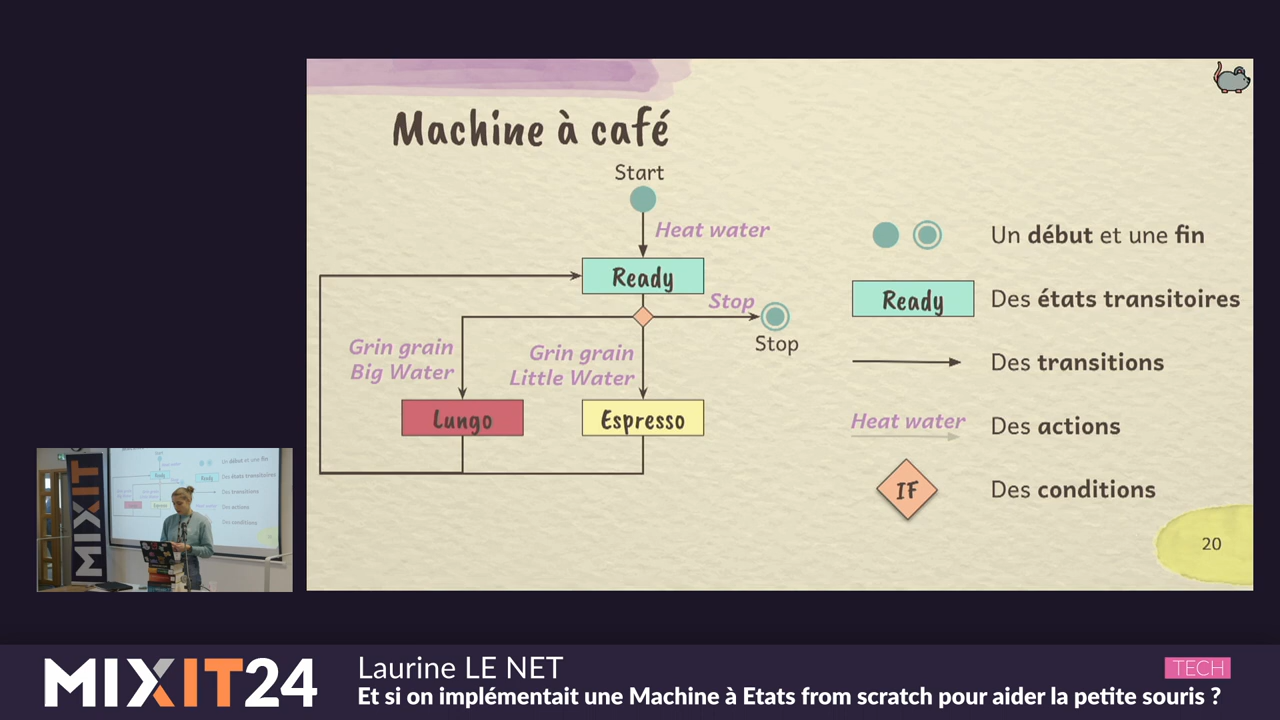 Machine à café
Start
Heat water
Ready
Stop
Stop
Grin grain
Big Water
Grin grain
Little Water
Lungo
Espresso
Un début et une fin
Ready
Des états transitoires
Des transitions
Heat water
Des actions
IF
Des conditions
20
MIXIT
MIXIT24
Laurine LE NET
TECH
Et si on implémentait une Machine à Etats from scratch pour aider la petite souris ?